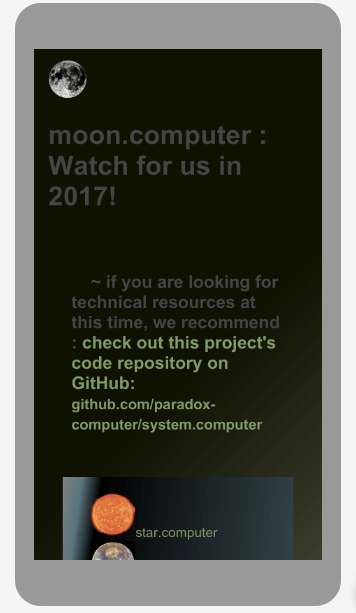 moon.computer :
Watch for us in
2017!
~ if you are looking for
technical resources at
this time, we recommend
: check out this project's
code repository on
GitHub:
github.com/paradox-
computer/system.computer
star.computer